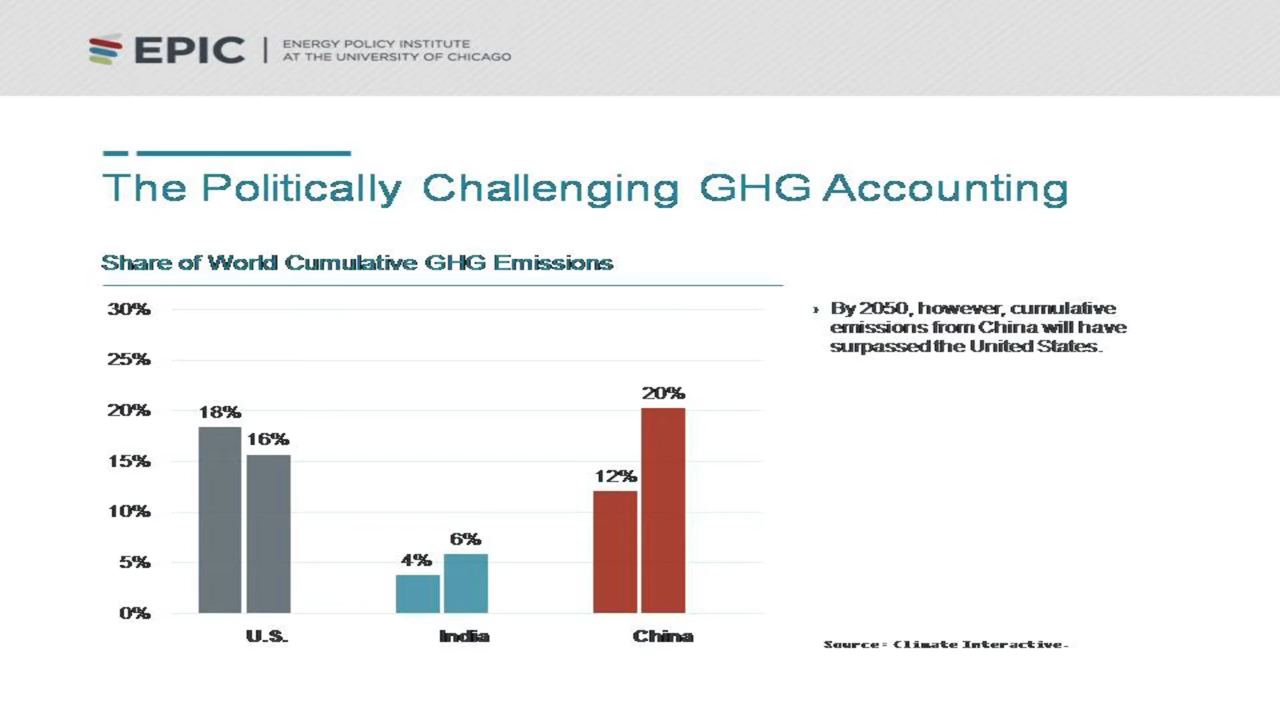 EPIC
ENERGY POLICY INSTITUTE
AT THE UNIVERSITY OF CHICAGO
The Politically Challenging GHG Accounting
Share of World Cumulative GHG Emissions
30%
25%
20%
15%
10%
5%
0%
18%
16%
4%
6%
12%
20%
U.S.
India
China
› By 2050, however, cumulative
emissions from China will have
surpassed the United States.
Source: Climate Interactive.